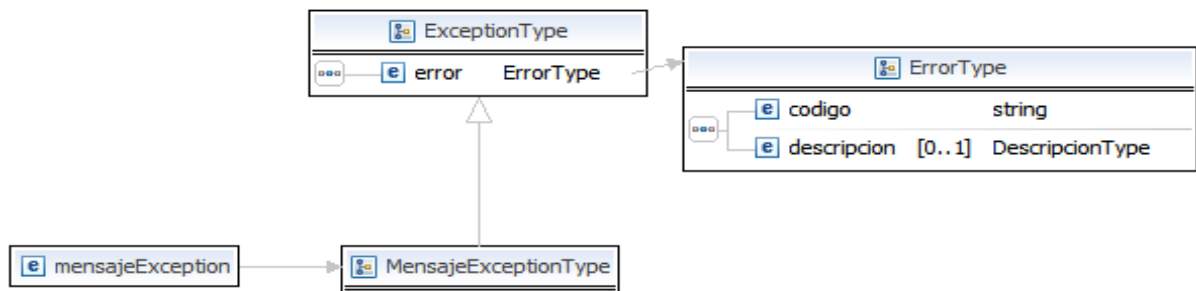 ExceptionType
e error ErrorType
ErrorType
e codigo string
e descripcion [0..1] DescripcionType
e mensajeException
MensajeExceptionType